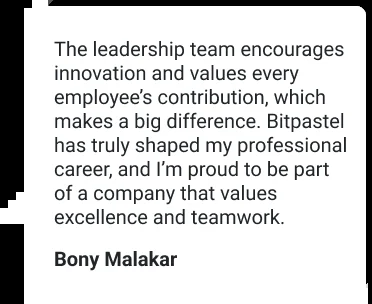 The leadership team encourages
innovation and values every
employee’s contribution, which
makes a big difference. Bitpastel
has truly shaped my professional
career, and I’m proud to be part
of a company that values
excellence and teamwork.
Bony Malakar